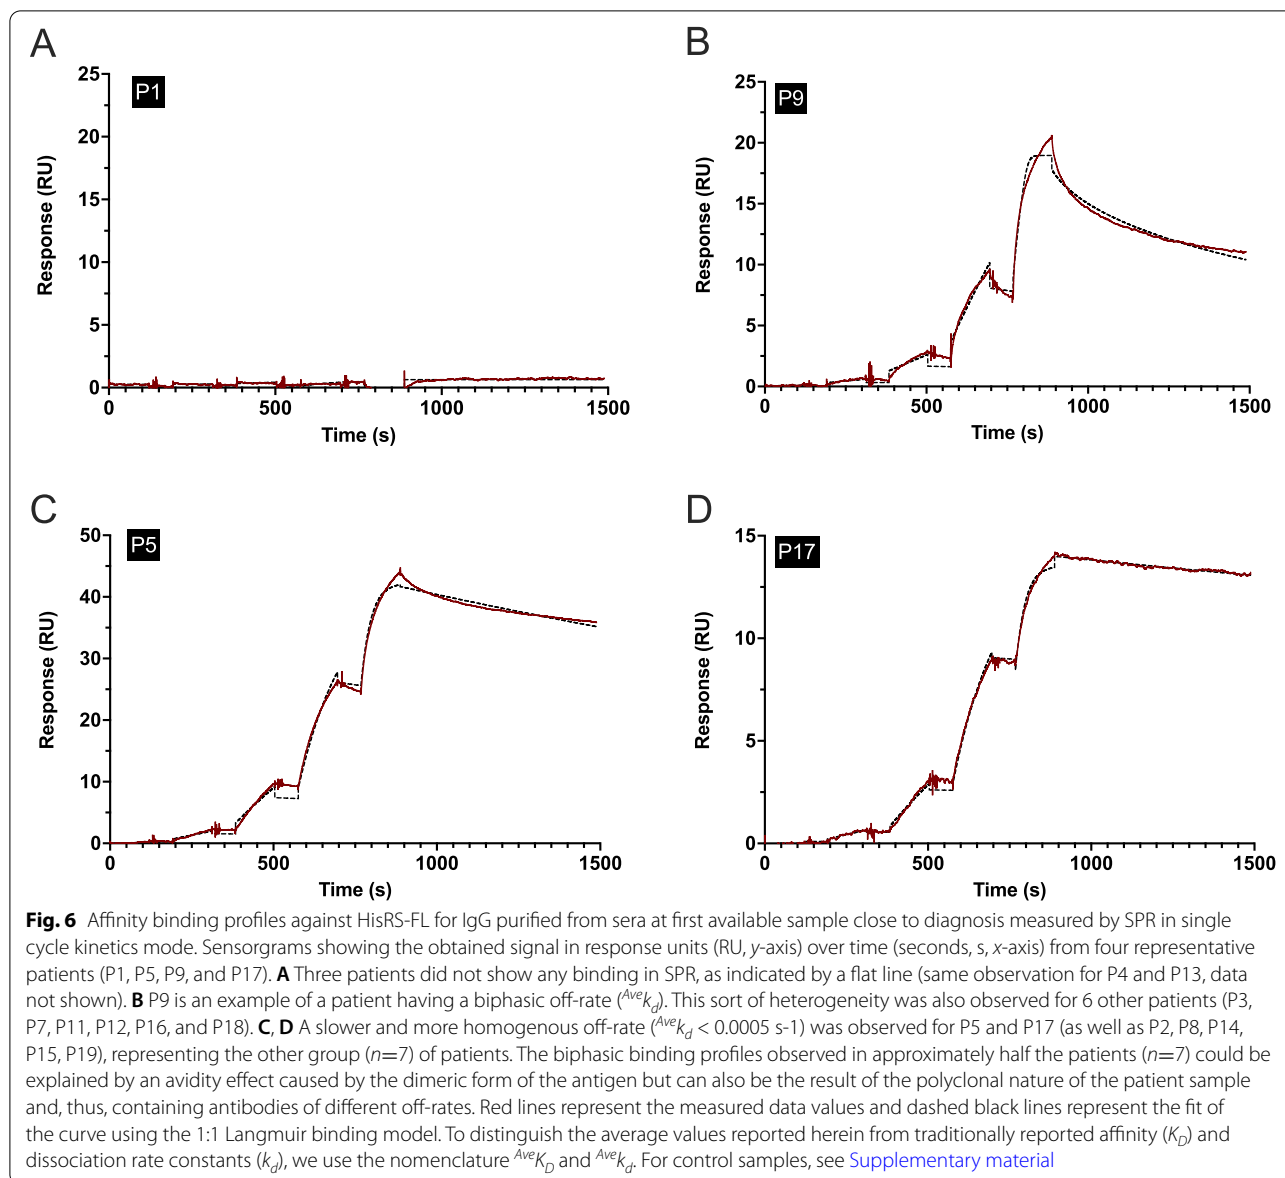 A
P1
25
20
15
10
5
0
Response (RU)
0 500 1000 1500
Time (s)
B
P9
25
20
15
10
5
0
Response (RU)
0 500 1000 1500
Time (s)
C
P5
50
40
30
20
10
0
Response (RU)
0 500 1000 1500
Time (s)
D
P17
15
10
5
0
Response (RU)
0 500 1000 1500
Time (s)
Fig. 6 Affinity binding profiles against HisRS-FL for IgG purified from sera at first available sample close to diagnosis measured by SPR in single
cycle kinetics mode. Sensorgrams showing the obtained signal in response units (RU, y-axis) over time (seconds, s, x-axis) from four representative
patients (P1, P5, P9, and P17). A Three patients did not show any binding in SPR, as indicated by a flat line (same observation for P4 and P13, data
not shown). B P9 is an example of a patient having a biphasic off-rate (Avekd). This sort of heterogeneity was also observed for 6 other patients (P3,
P7, P11, P12, P16, and P18). C, D A slower and more homogenous off-rate (Avekd < 0.0005 s-1) was observed for P5 and P17 (as well as P2, P8, P14,
P15, P19), representing the other group (n=7) of patients. The biphasic binding profiles observed in approximately half the patients (n=7) could be
explained by an avidity effect caused by the dimeric form of the antigen but can also be the result of the polyclonal nature of the patient sample
and, thus, containing antibodies of different off-rates. Red lines represent the measured data values and dashed black lines represent the fit of
the curve using the 1:1 Langmuir binding model. To distinguish the average values reported herein from traditionally reported affinity (KD) and
dissociation rate constants (kd), we use the nomenclature AveKD and Avekd. For control samples, see Supplementary material